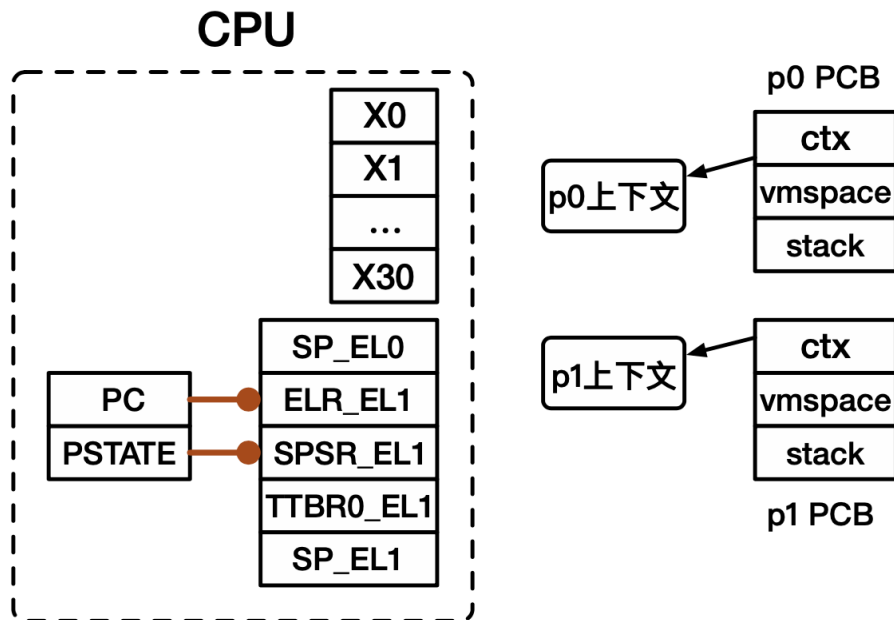 CPU
X0
X1
...
X30
SP_EL0
PC
ELR_EL1
PSTATE
SPSR_EL1
TTBR0_EL1
SP_EL1
p0 PCB
p0上下文
ctx
vmspace
stack
p1上下文
ctx
vmspace
stack
p1 PCB